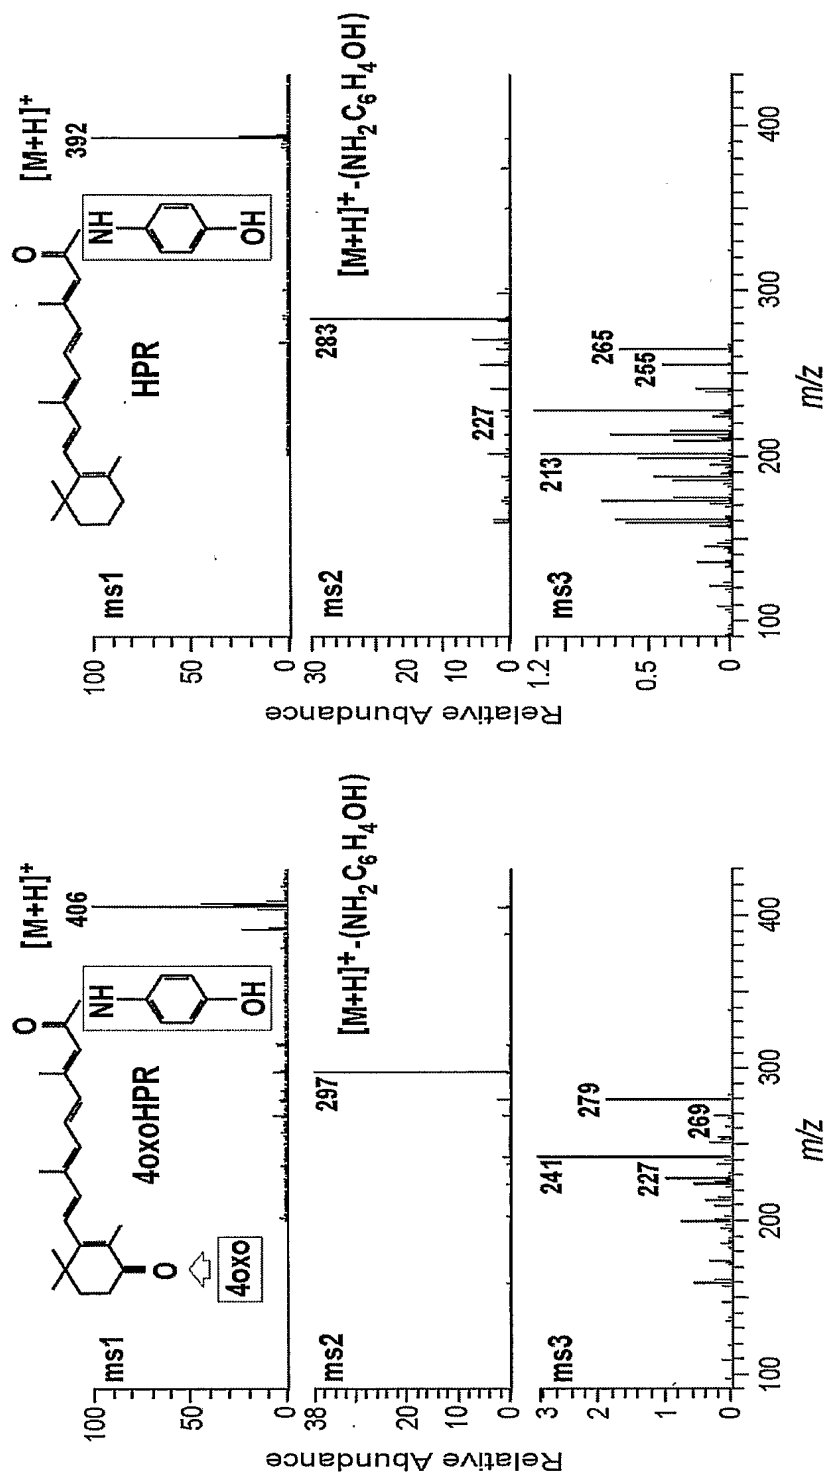 ms1
4oxoHPR
O
4oxo
O
NH
OH
[M+H]+
406
100
50
0
ms2
297
[M+H]+-(NH2C6H4OH)
38
20
10
0
Relative Abundance
ms3
241
227
269
279
3
2
1
0
100
200
300
400
m/z
ms1
HPR
O
NH
OH
[M+H]+
392
100
50
0
ms2
227
283
[M+H]+-(NH2C6H4OH)
30
20
10
0
Relative Abundance
ms3
213
255
265
1.2
0.5
0
100
200
300
400
m/z